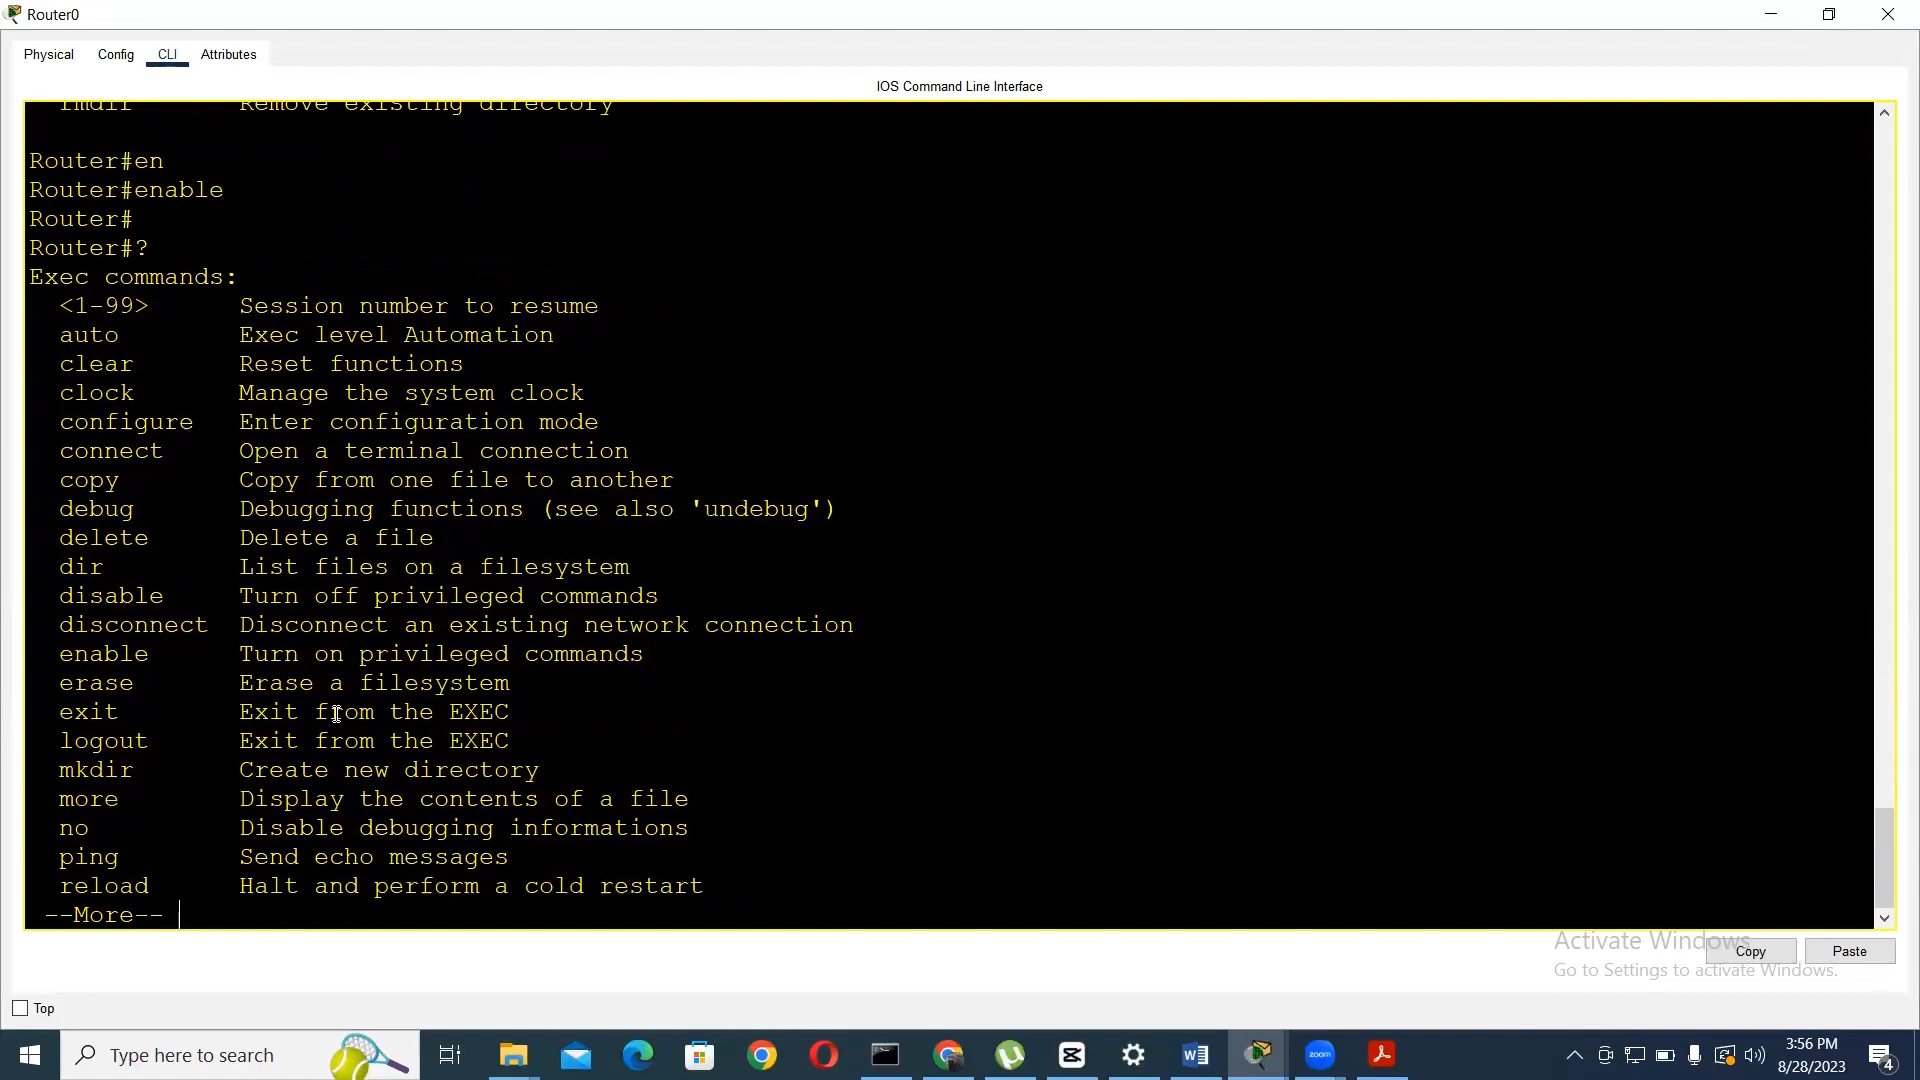 Router0
Physical Config CLI Attributes
IOS Command Line Interface
rmdir Remove existing directory
Router#en
Router#enable
Router#
Router#?
Exec commands:
<1-99> Session number to resume
auto Exec level Automation
clear Reset functions
clock Manage the system clock
configure Enter configuration mode
connect Open a terminal connection
copy Copy from one file to another
debug Debugging functions (see also 'undebug')
delete Delete a file
dir List files on a filesystem
disable Turn off privileged commands
disconnect Disconnect an existing network connection
enable Turn on privileged commands
erase Erase a filesystem
exit Exit from the EXEC
logout Exit from the EXEC
mkdir Create new directory
more Display the contents of a file
no Disable debugging informations
ping Send echo messages
reload Halt and perform a cold restart
--More--
Activate Windows
Go to Settings to activate Windows.
Copy Paste
Top
Type here to search
zoom
3:56 PM
8/28/2023
4